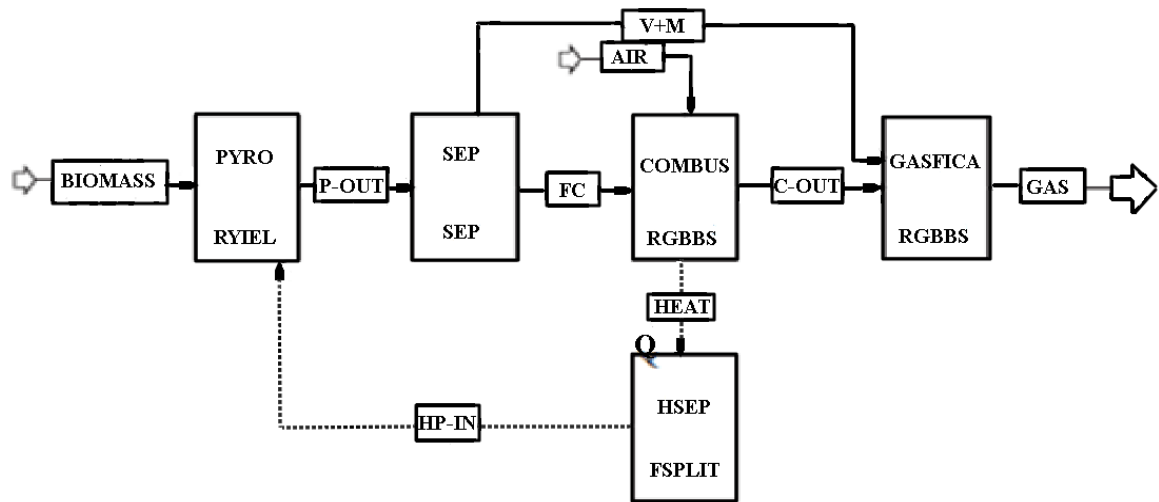 V+M
AIR
BIOMASS
PYRO
RYIEL
P-OUT
SEP
SEP
FC
COMBUS
RGBBS
C-OUT
GASFICA
RGBBS
GAS
HEAT
Q
HSEP
FSPLIT
HP-IN